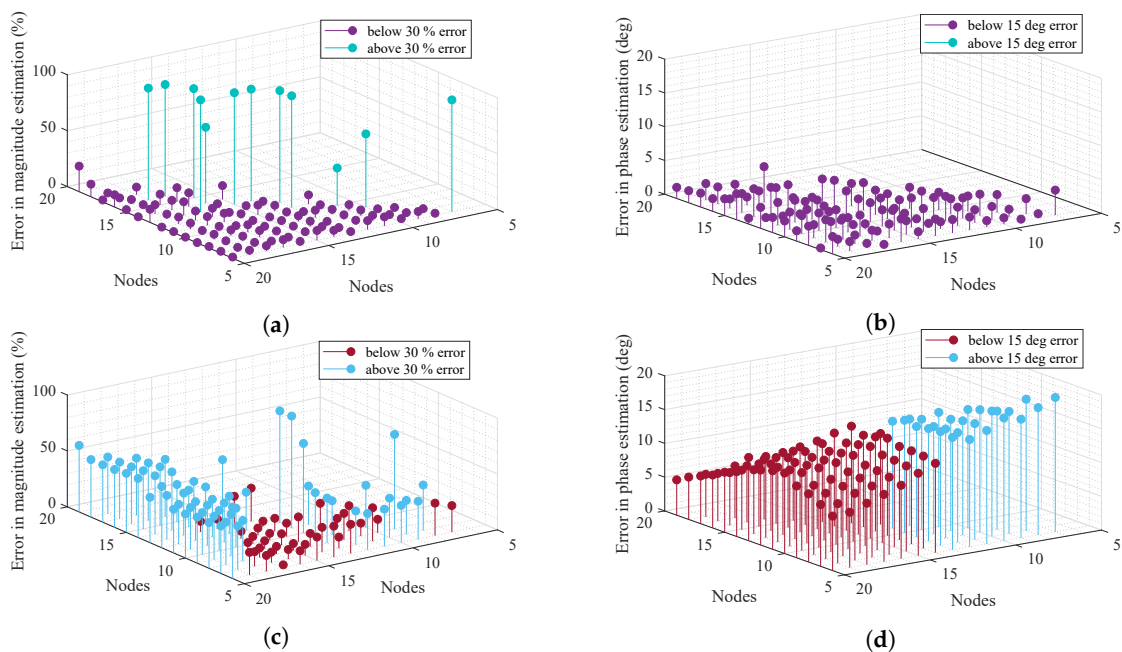 (a)
below 30 % error
above 30 % error
Error in magnitude estimation (%)
100
50
0
20
15
10
5
Nodes
20
15
10
5
Nodes
(b)
below 15 deg error
above 15 deg error
Error in phase estimation (deg)
20
15
10
5
0
20
15
10
5
Nodes
20
15
10
5
Nodes
(c)
below 30 % error
above 30 % error
Error in magnitude estimation (%)
100
50
0
20
15
10
5
Nodes
20
15
10
5
Nodes
(d)
below 15 deg error
above 15 deg error
Error in phase estimation (deg)
20
15
10
5
0
20
15
10
5
Nodes
20
15
10
5
Nodes